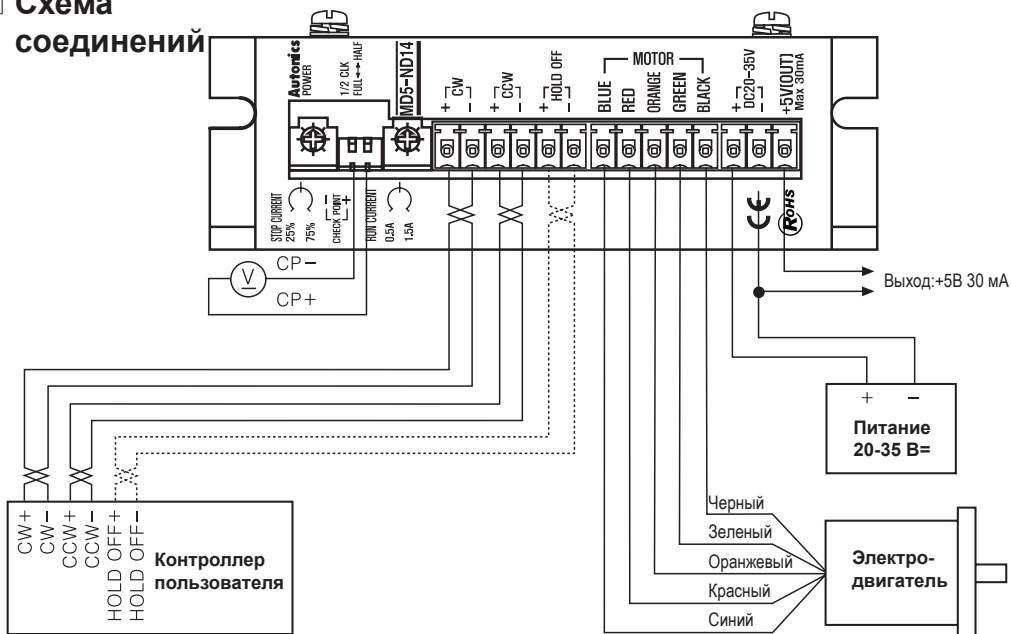 Схема
соединений
Autonics
POWER
1/2 CLK
FULL ↔ HALF
MD5-ND14
+ CW -
+ CCW -
+ HOLD OFF -
MOTOR
BLUE
RED
ORANGE
GREEN
BLACK
+ DC20-35V -
+5V(OUT)
Max 30mA
STOP CURRENT
25%
75%
- +
CHECK POINT
RUN CURRENT
0.5A
1.5A
CE
RoHS
CP-
V
CP+
Выход:+5В 30 мА
+ -
Питание
20-35 В=
CW+
CW-
CCW+
CCW-
HOLD OFF+
HOLD OFF-
Контроллер
пользователя
Черный
Зеленый
Оранжевый
Красный
Синий
Электро-
двигатель